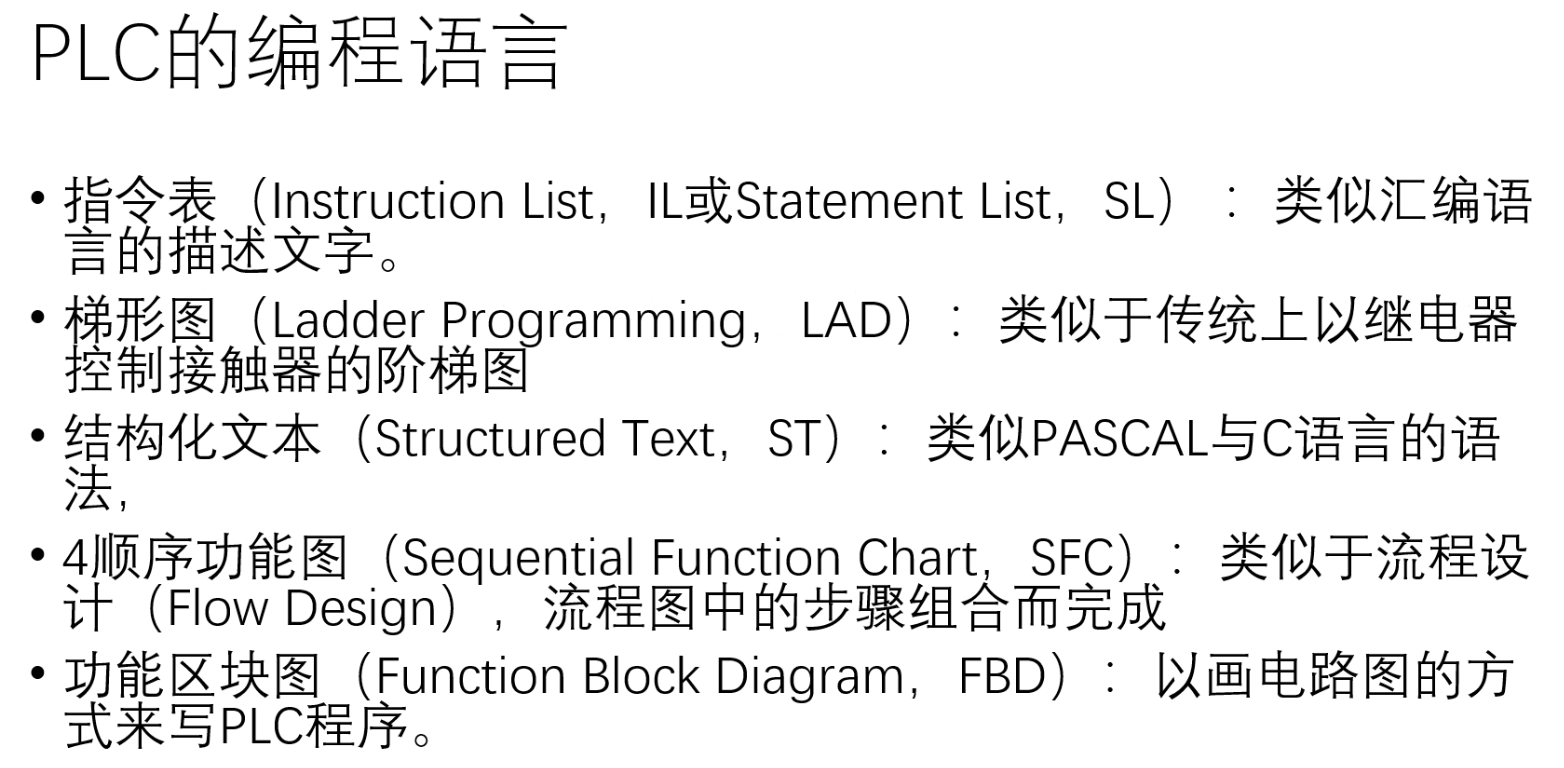 PLC的编程语言
• 指令表（Instruction List，IL或Statement List，SL） ：类似汇编语
言的描述文字。
• 梯形图（Ladder Programming，LAD）：类似于传统上以继电器
控制接触器的阶梯图
• 结构化文本（Structured Text，ST）：类似PASCAL与C语言的语
法，
• 4顺序功能图（Sequential Function Chart，SFC）：类似于流程设
计（Flow Design），流程图中的步骤组合而完成
• 功能区块图（Function Block Diagram，FBD）：以画电路图的方
式来写PLC程序。